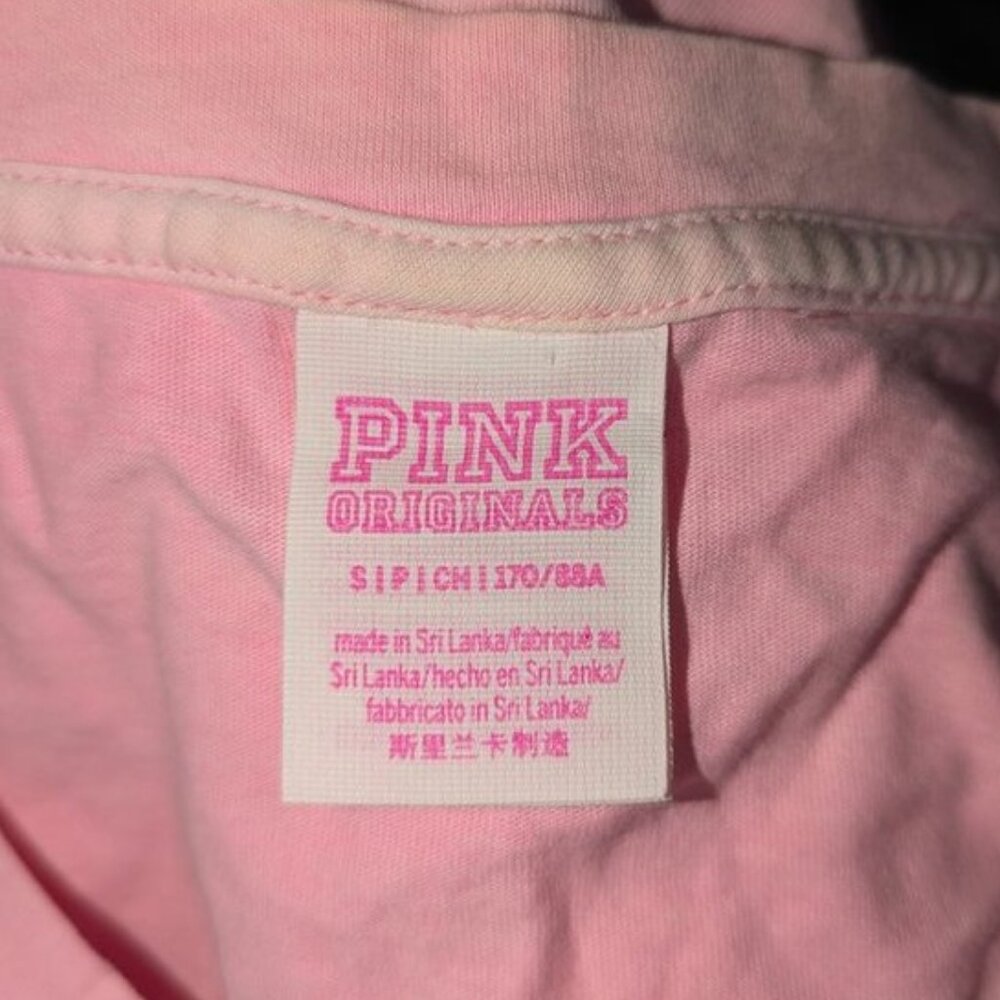 PINK
ORIGINALS
S | P | CH | 170/88A
made in Sri Lanka/fabriqué au
Sri Lanka/hecho en Sri Lanka/
fabbricato in Sri Lanka/
斯里兰卡制造